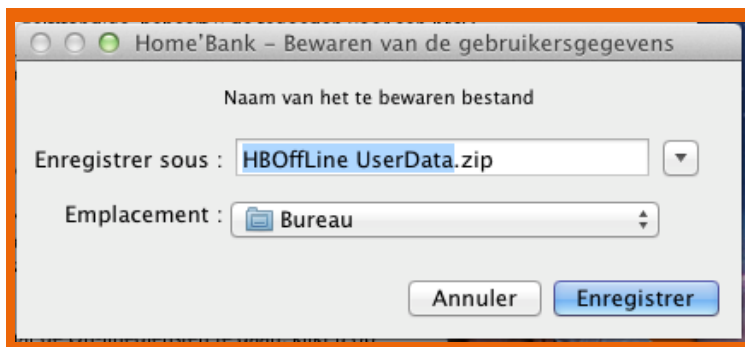 Home'Bank – Bewaren van de gebruikersgegevens
Naam van het te bewaren bestand
Enregistrer sous : HBOffLine UserData.zip
Emplacement : Bureau
Annuler Enregistrer